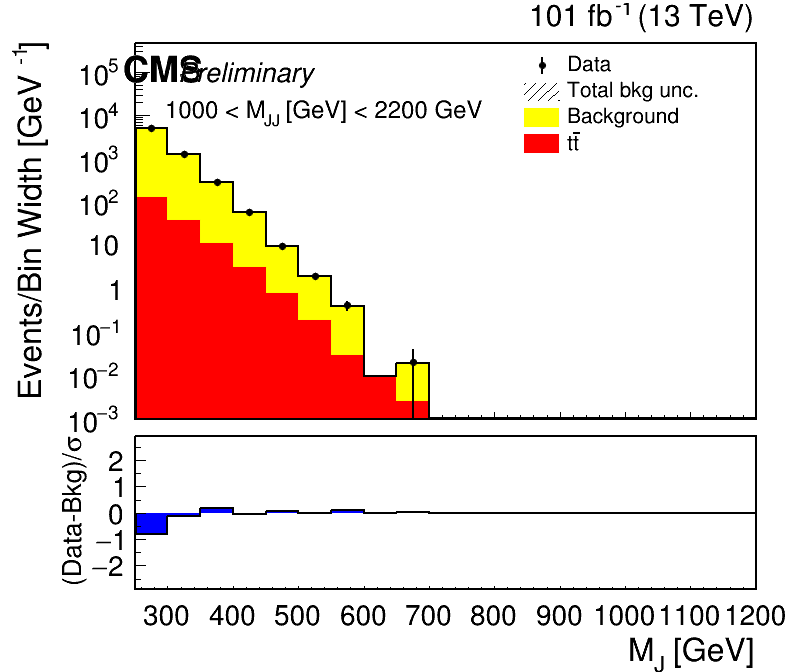 101 fb⁻¹ (13 TeV)
CMS Preliminary
1000 < M_JJ [GeV] < 2200 GeV
Data
Total bkg unc.
Background
tt̄
Events/Bin Width [GeV⁻¹]
10⁵
10⁴
10³
10²
10
1
10⁻¹
10⁻²
10⁻³
(Data-Bkg)/σ
2
1
0
−1
−2
300 400 500 600 700 800 900 1000 1100 1200
M_J [GeV]